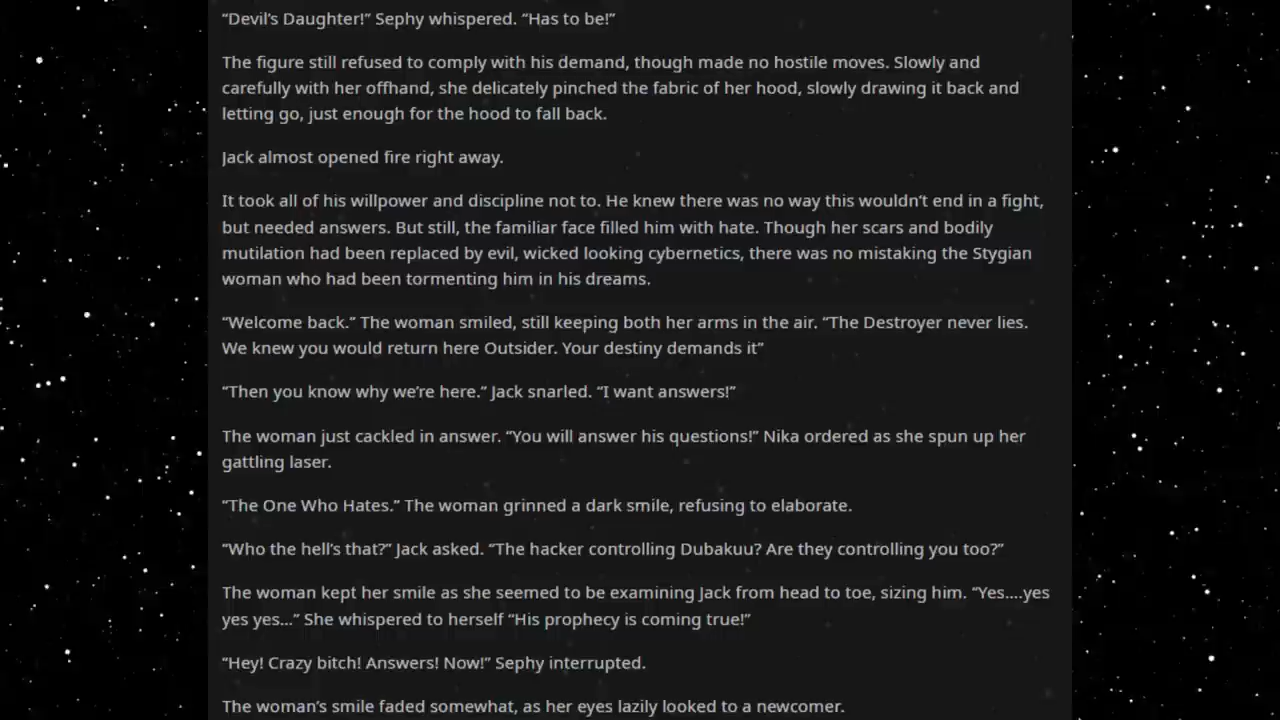 “Devil’s Daughter!” Sephy whispered. “Has to be!”
The figure still refused to comply with his demand, though made no hostile moves. Slowly and
carefully with her offhand, she delicately pinched the fabric of her hood, slowly drawing it back and
letting go, just enough for the hood to fall back.
Jack almost opened fire right away.
It took all of his willpower and discipline not to. He knew there was no way this wouldn’t end in a fight,
but needed answers. But still, the familiar face filled him with hate. Though her scars and bodily
mutilation had been replaced by evil, wicked looking cybernetics, there was no mistaking the Stygian
woman who had been tormenting him in his dreams.
“Welcome back.” The woman smiled, still keeping both her arms in the air. “The Destroyer never lies.
We knew you would return here Outsider. Your destiny demands it”
“Then you know why we’re here.” Jack snarled. “I want answers!”
The woman just cackled in answer. “You will answer his questions!” Nika ordered as she spun up her
gattling laser.
“The One Who Hates.” The woman grinned a dark smile, refusing to elaborate.
“Who the hell’s that?” Jack asked. “The hacker controlling Dubakuu? Are they controlling you too?”
The woman kept her smile as she seemed to be examining Jack from head to toe, sizing him. “Yes....yes
yes yes...” She whispered to herself “His prophecy is coming true!”
“Hey! Crazy bitch! Answers! Now!” Sephy interrupted.
The woman’s smile faded somewhat, as her eyes lazily looked to a newcomer.